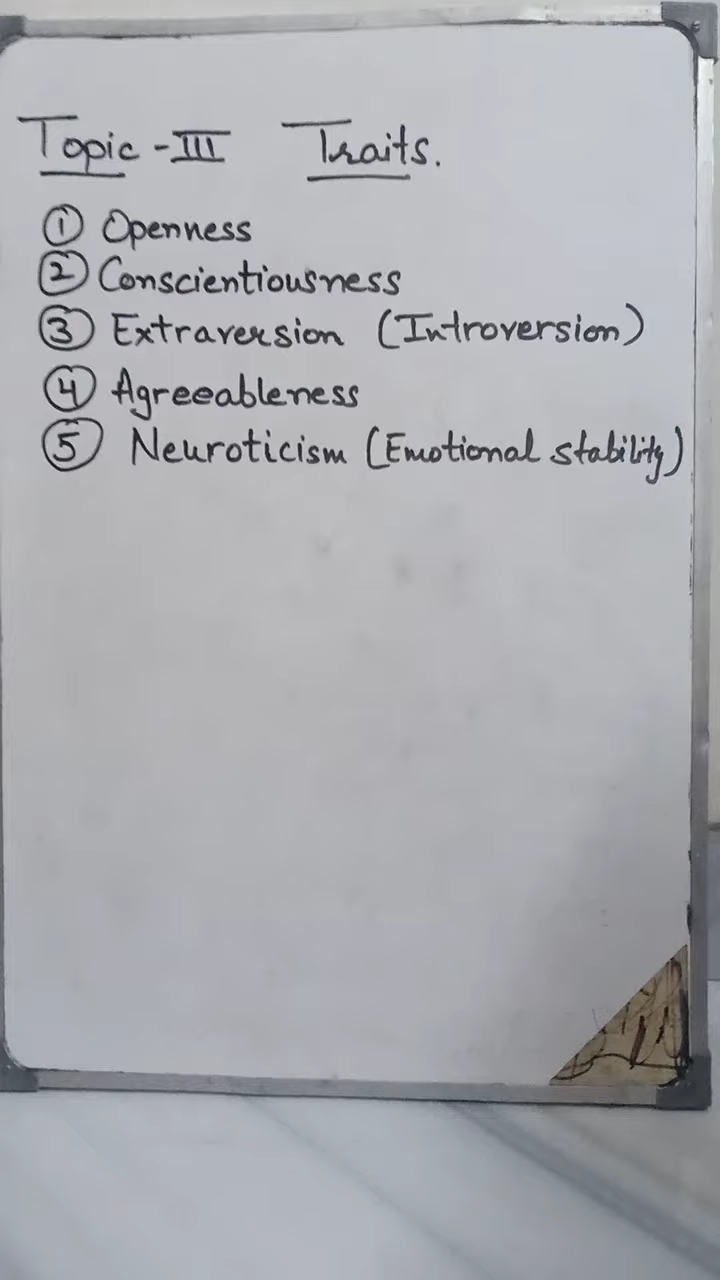 Topic - III Traits.
① Openness
② Conscientiousness
③ Extraversion (Introversion)
④ Agreeableness
⑤ Neuroticism (Emotional stability)